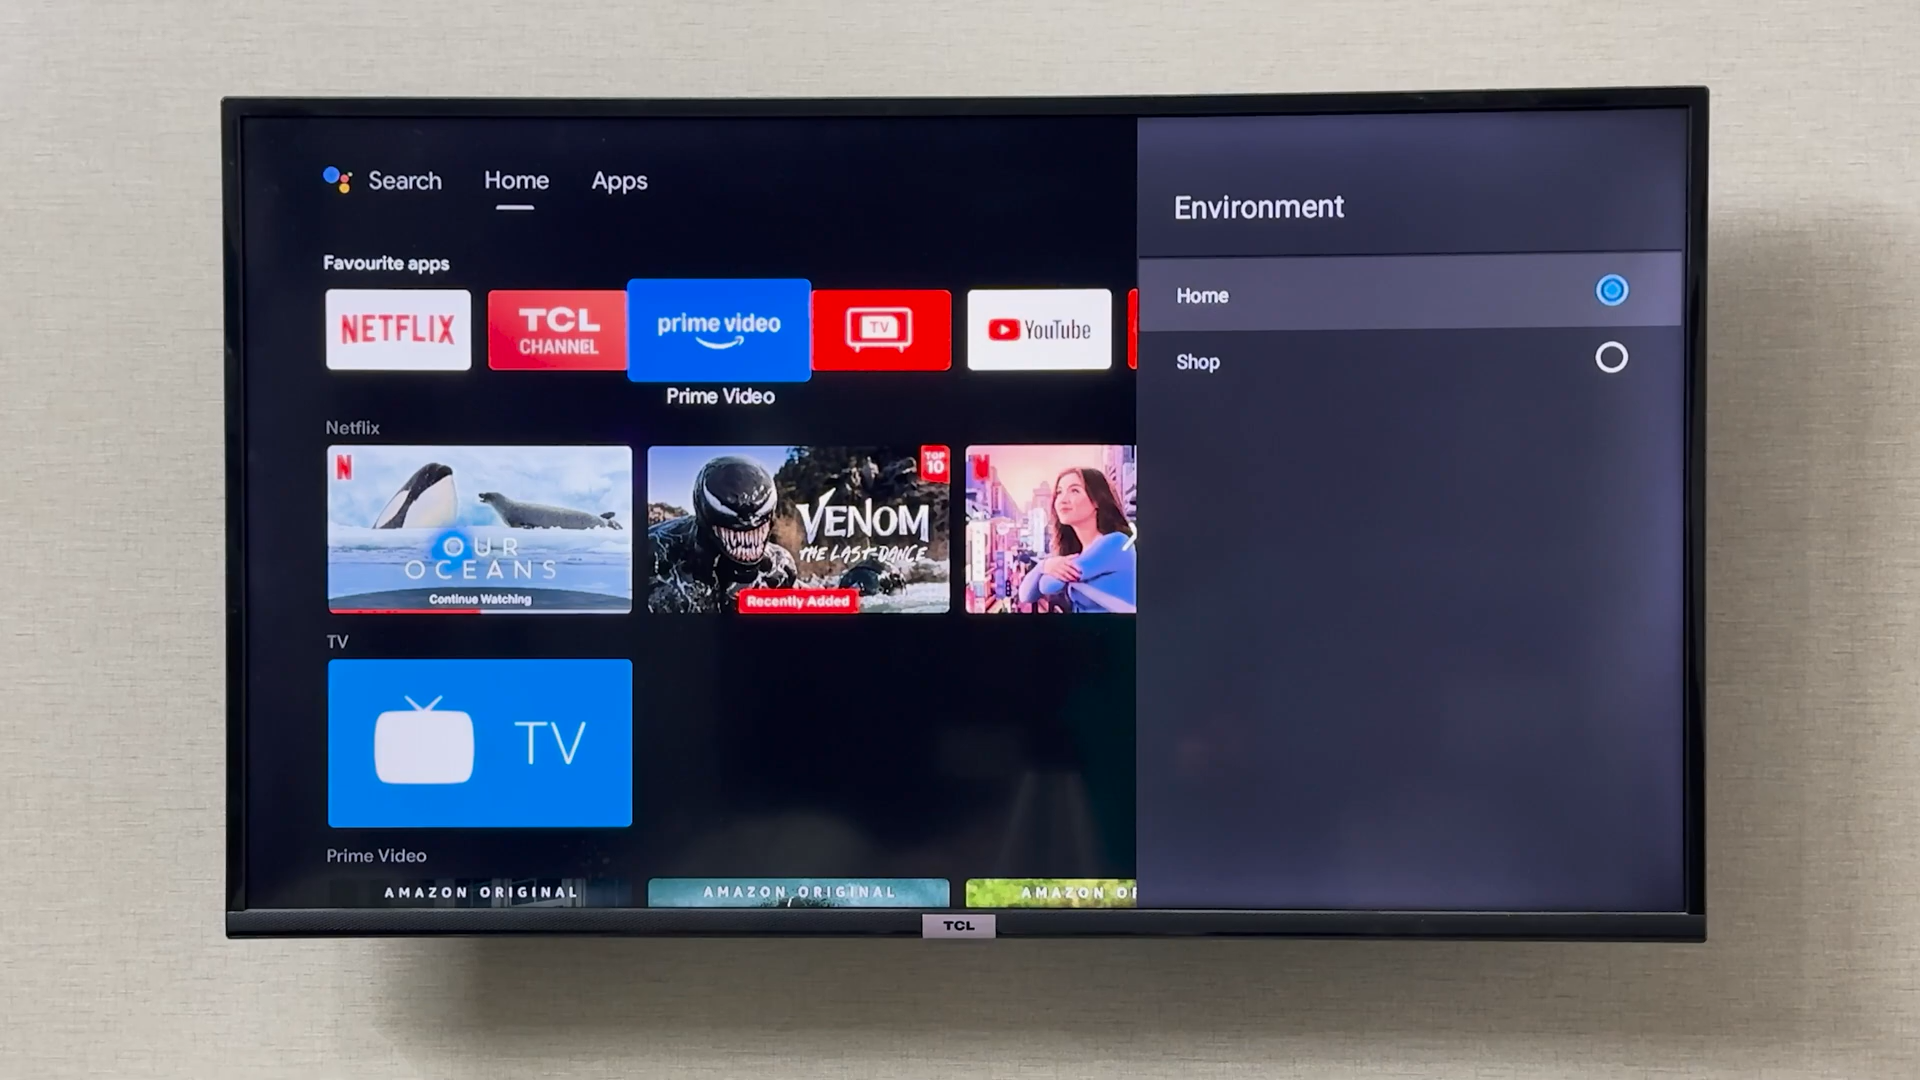 Search
Home
Apps
Favourite apps
NETFLIX
TCL
CHANNEL
prime video
TV
YouTube
Prime Video
Netflix
N
OUR
OCEANS
Continue Watching
TOP
10
VENOM
THE LAST DANCE
Recently Added
N
TV
TV
Prime Video
AMAZON ORIGINAL
AMAZON ORIGINAL
AMAZON OR
Environment
Home
Shop
TCL